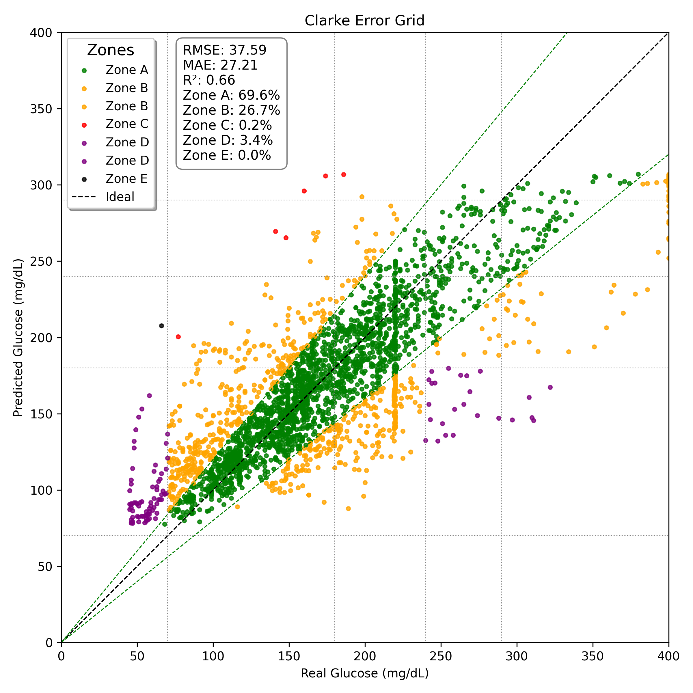 Clarke Error Grid
Zones
Zone A
Zone B
Zone B
Zone C
Zone D
Zone D
Zone E
Ideal
RMSE: 37.59
MAE: 27.21
R²: 0.66
Zone A: 69.6%
Zone B: 26.7%
Zone C: 0.2%
Zone D: 3.4%
Zone E: 0.0%
Predicted Glucose (mg/dL)
400
350
300
250
200
150
100
50
0
0 50 100 150 200 250 300 350 400
Real Glucose (mg/dL)